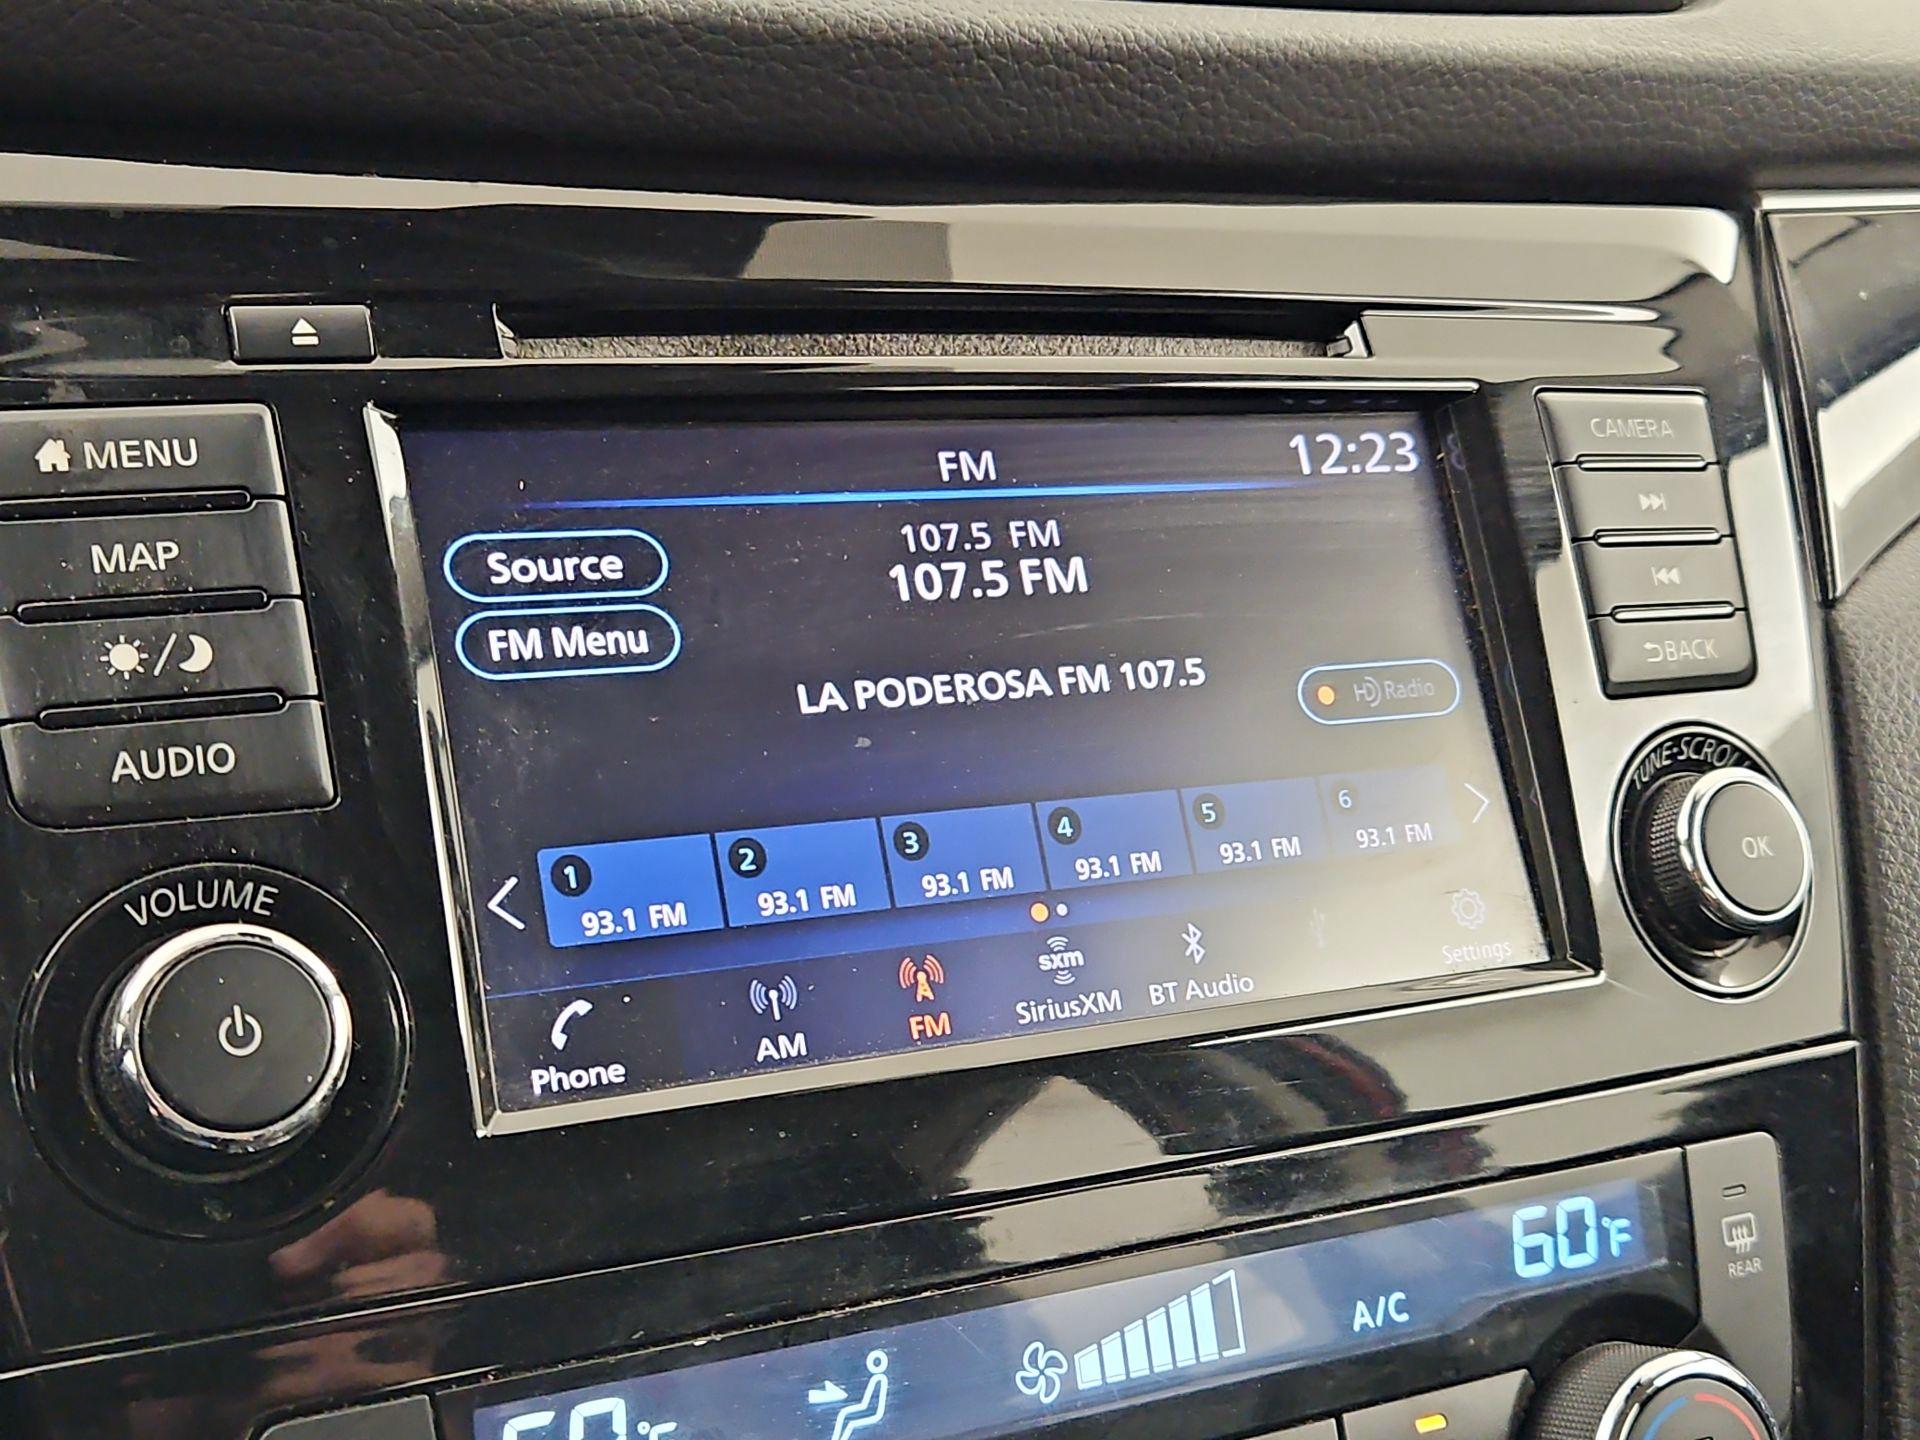 MENU
MAP
AUDIO
VOLUME
FM
12:23
Source
FM Menu
107.5 FM
107.5 FM
LA PODEROSA FM 107.5
HD Radio
1
93.1 FM
2
93.1 FM
3
93.1 FM
4
93.1 FM
5
93.1 FM
6
93.1 FM
Phone
AM
FM
sxm
SiriusXM
BT Audio
Settings
CAMERA
BACK
TUNE·SCROLL
OK
60°F
A/C
60°F
REAR